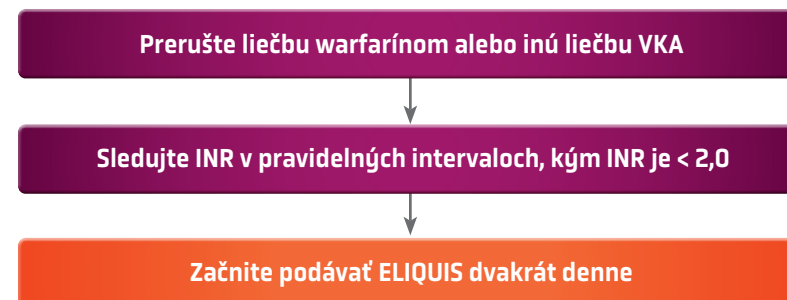 Prerušte liečbu warfarínom alebo inú liečbu VKA
Sledujte INR v pravidelných intervaloch, kým INR je < 2,0
Začnite podávať ELIQUIS dvakrát denne